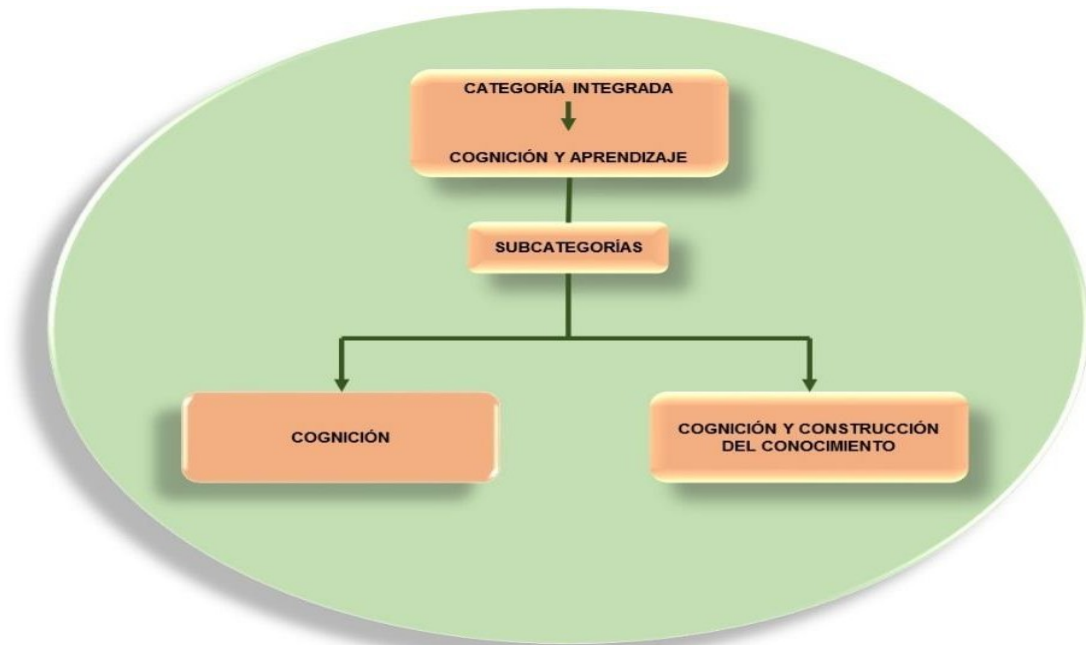 CATEGORÍA INTEGRADA
COGNICIÓN Y APRENDIZAJE
SUBCATEGORÍAS
COGNICIÓN
COGNICIÓN Y CONSTRUCCIÓN
DEL CONOCIMIENTO